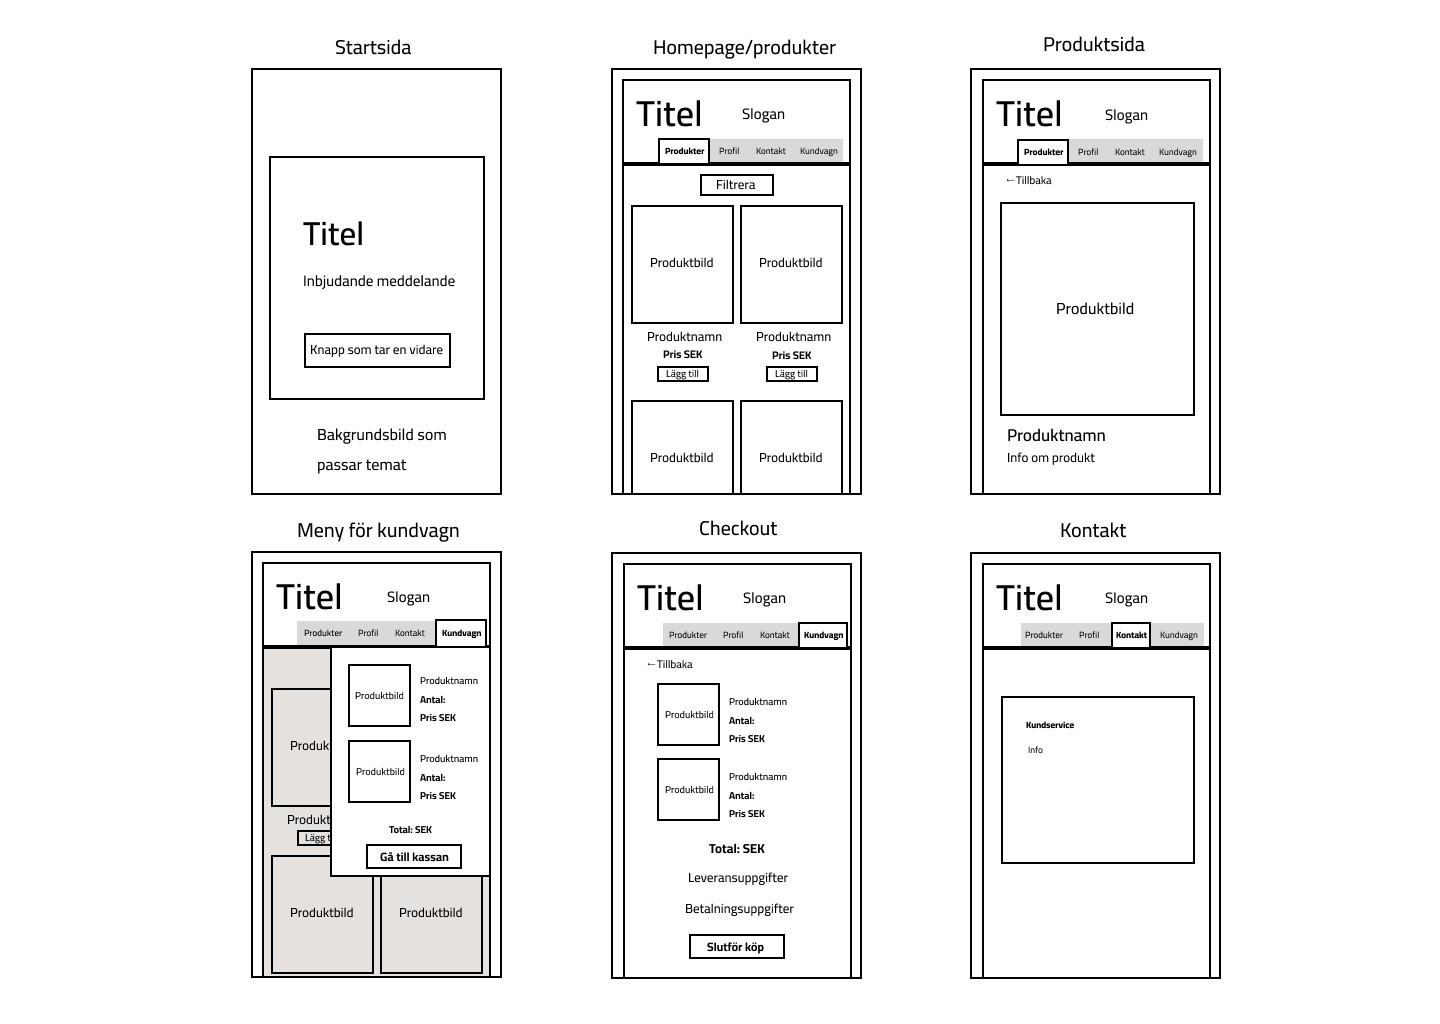 Startsida
Titel
Inbjudande meddelande
Knapp som tar en vidare
Bakgrundsbild som
passar temat
Homepage/produkter
Titel Slogan
Produkter Profil Kontakt Kundvagn
Filtrera
Produktbild Produktbild
Produktnamn Produktnamn
Pris SEK Pris SEK
Lägg till Lägg till
Produktbild Produktbild
Produktsida
Titel Slogan
Produkter Profil Kontakt Kundvagn
←Tillbaka
Produktbild
Produktnamn
Info om produkt
Meny för kundvagn
Titel Slogan
Produkter Profil Kontakt Kundvagn
Produktbild
Produktnamn
Antal:
Pris SEK
Produk
Produktbild
Produktnamn
Antal:
Pris SEK
Produkt
Lägg t
Total: SEK
Gå till kassan
Produktbild Produktbild
Checkout
Titel Slogan
Produkter Profil Kontakt Kundvagn
←Tillbaka
Produktbild
Produktnamn
Antal:
Pris SEK
Produktbild
Produktnamn
Antal:
Pris SEK
Total: SEK
Leveransuppgifter
Betalningsuppgifter
Slutför köp
Kontakt
Titel Slogan
Produkter Profil Kontakt Kundvagn
Kundservice
Info